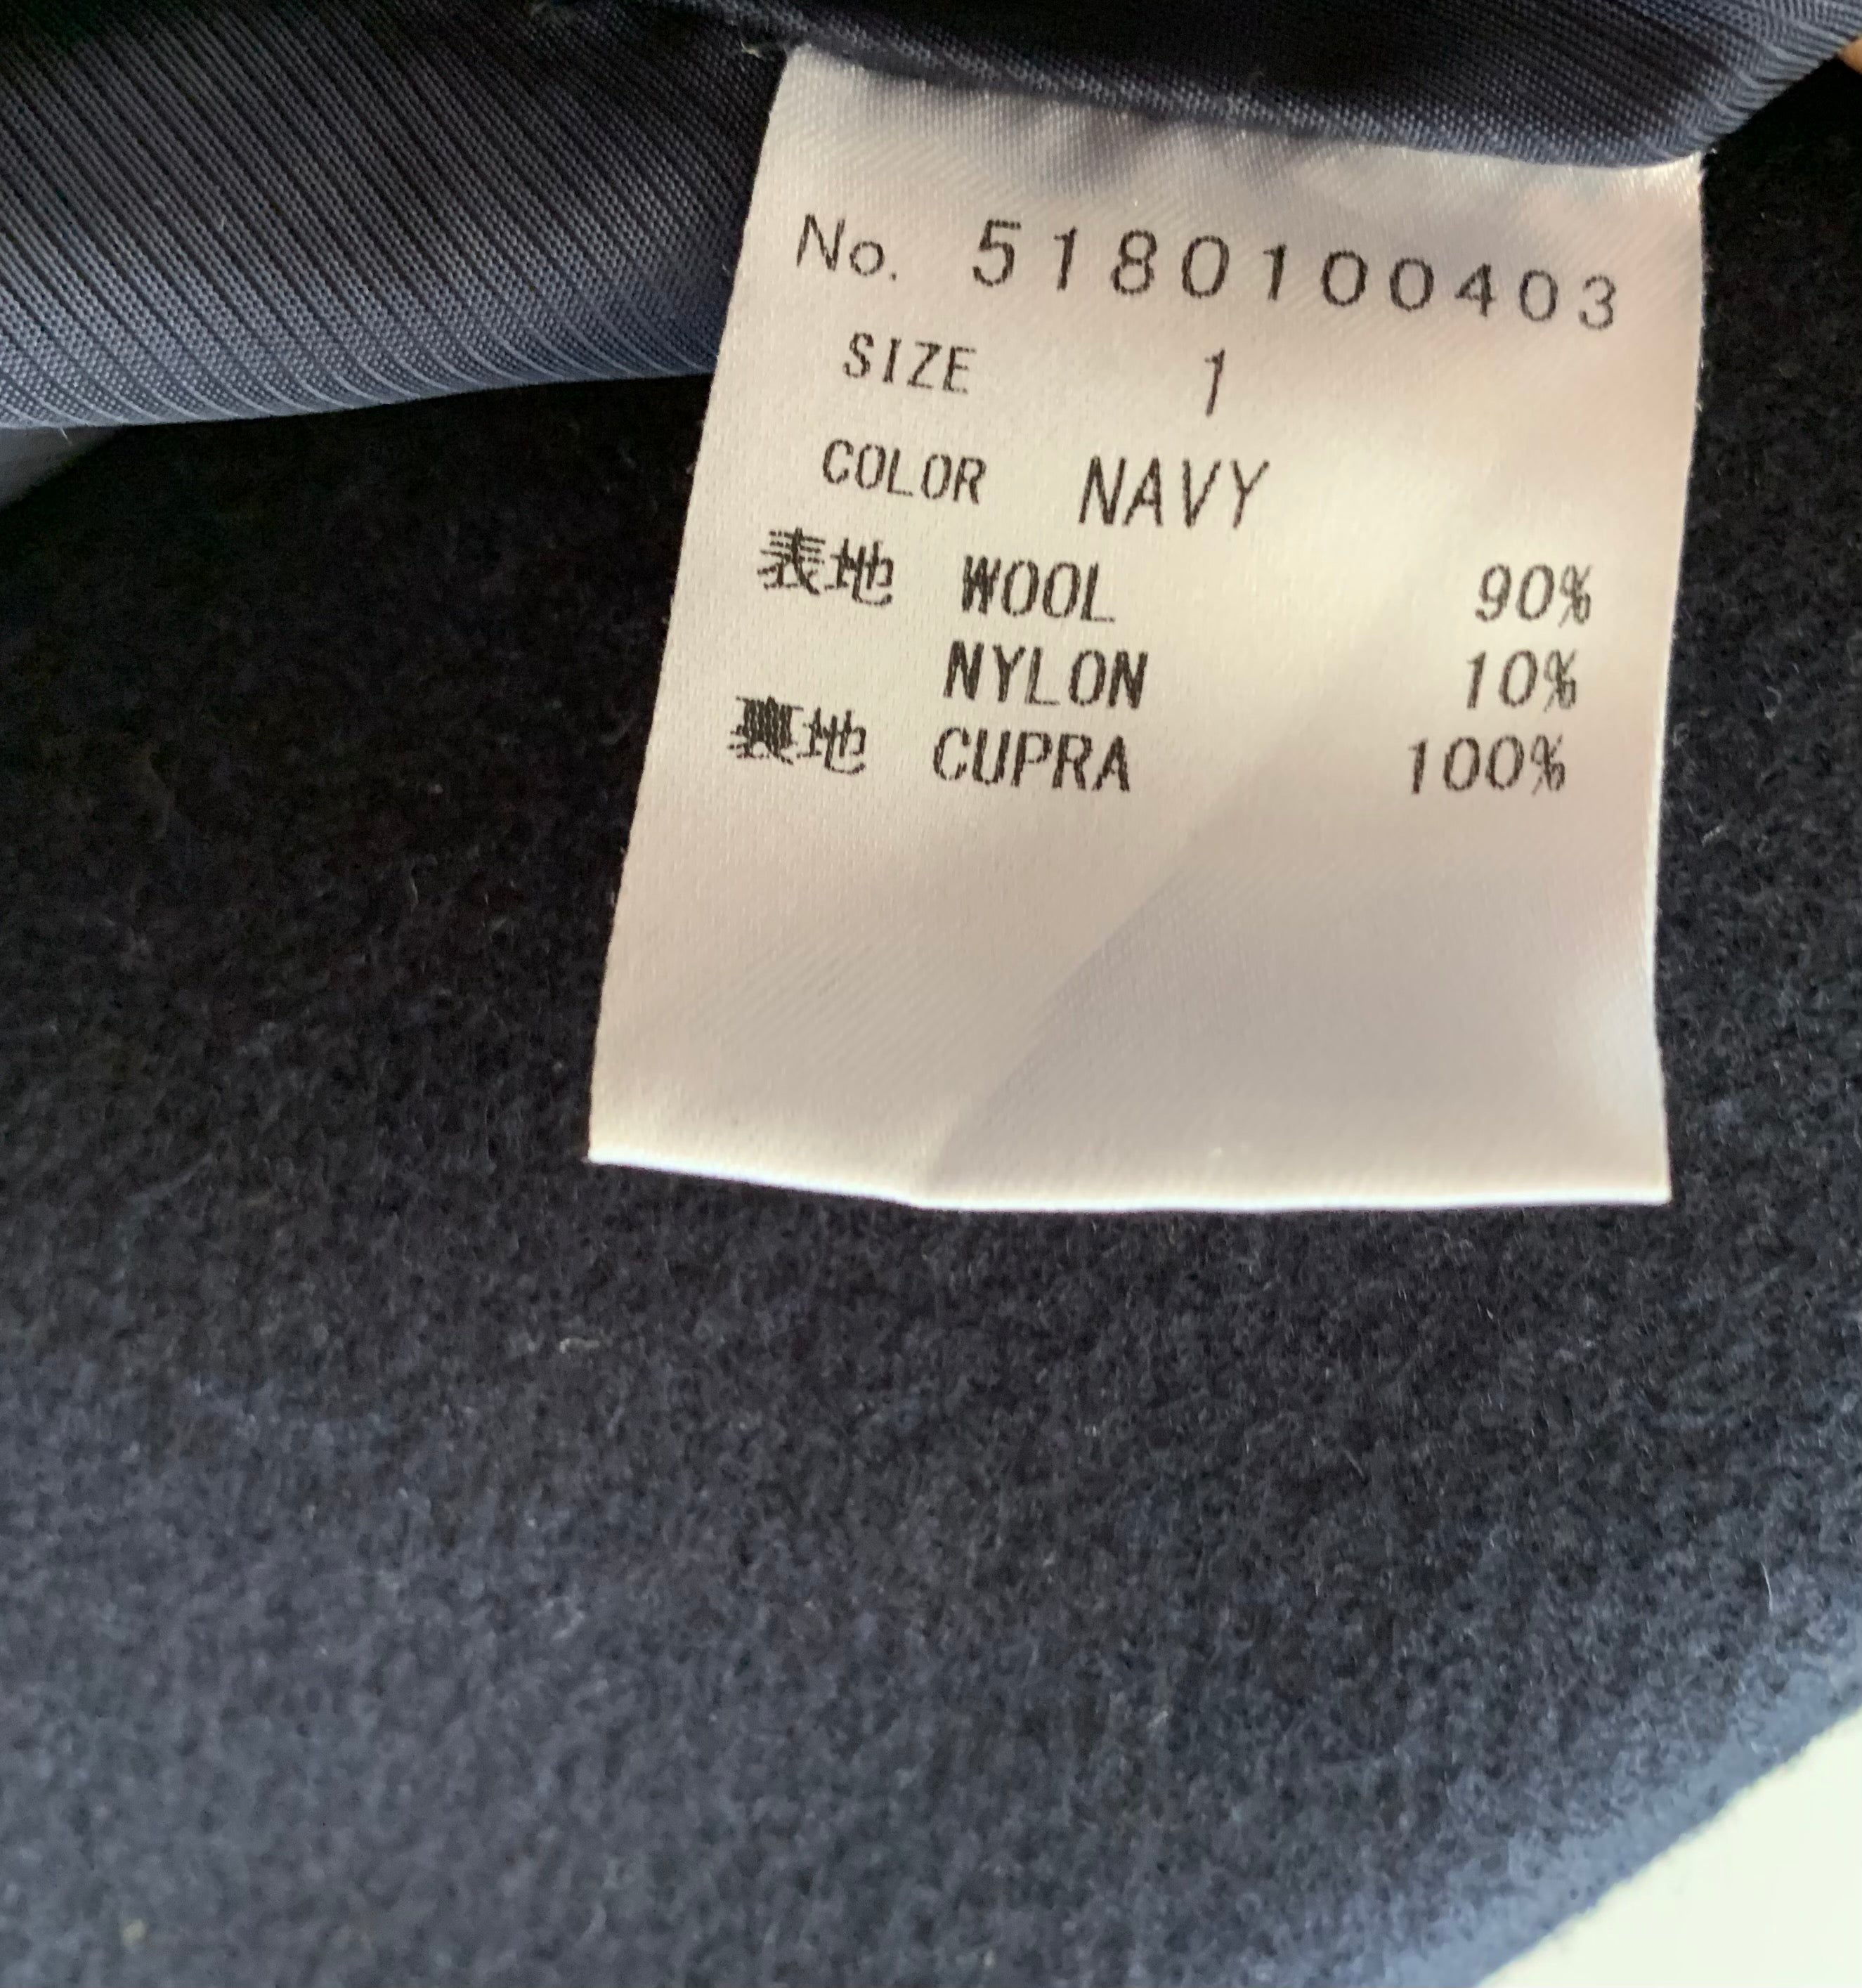 No. 5180100403
SIZE 1
COLOR NAVY
表地 WOOL 90%
NYLON 10%
裏地 CUPRA 100%